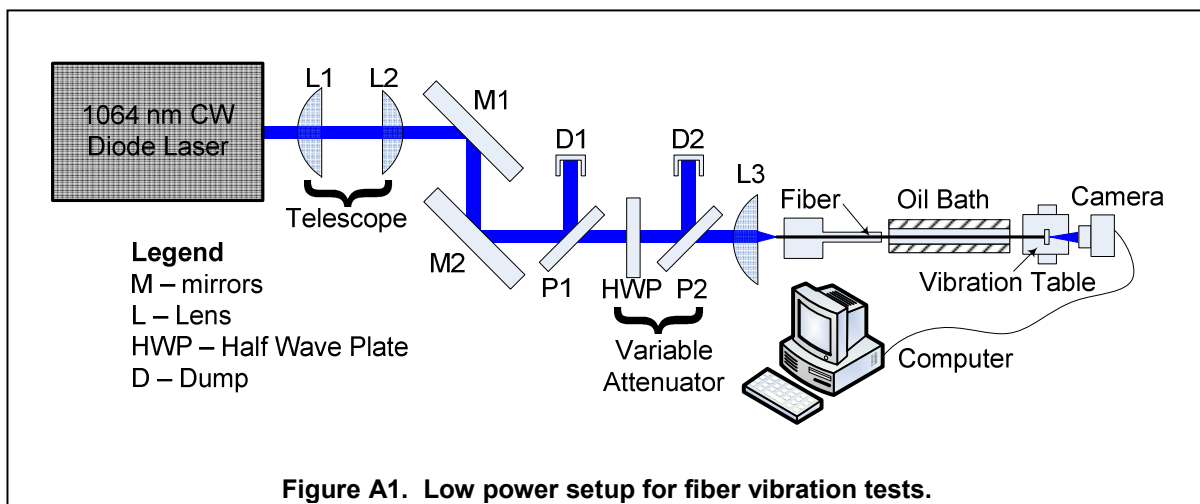 1064 nm CW
Diode Laser
L1
L2
Telescope
M1
M2
D1
P1
HWP
D2
P2
Variable
Attenuator
L3
Fiber
Oil Bath
Camera
Vibration Table
Computer
Legend
M – mirrors
L – Lens
HWP – Half Wave Plate
D – Dump
Figure A1. Low power setup for fiber vibration tests.